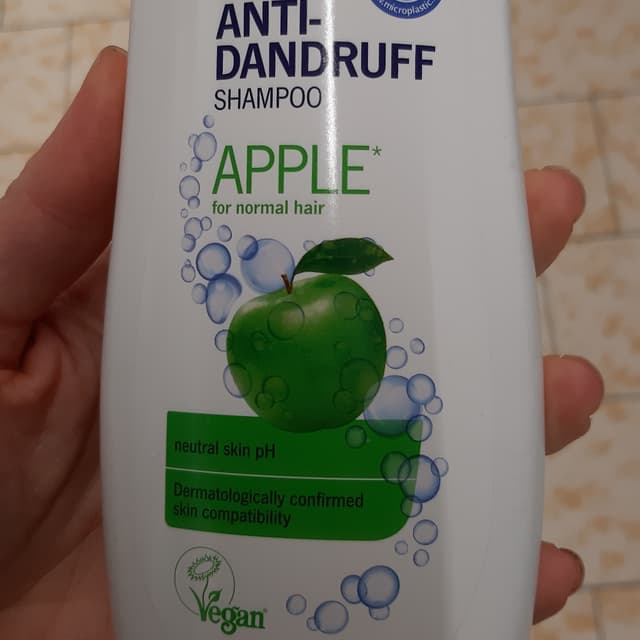 microplastic
ANTI-
DANDRUFF
SHAMPOO
APPLE*
for normal hair
neutral skin pH
Dermatologically confirmed
skin compatibility
Vegan